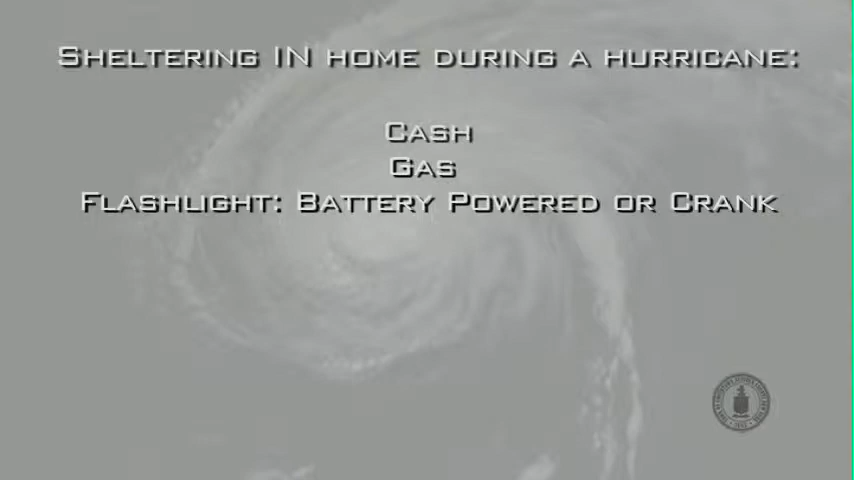 Sheltering IN home during a hurricane:
Cash
Gas
Flashlight: Battery Powered or Crank